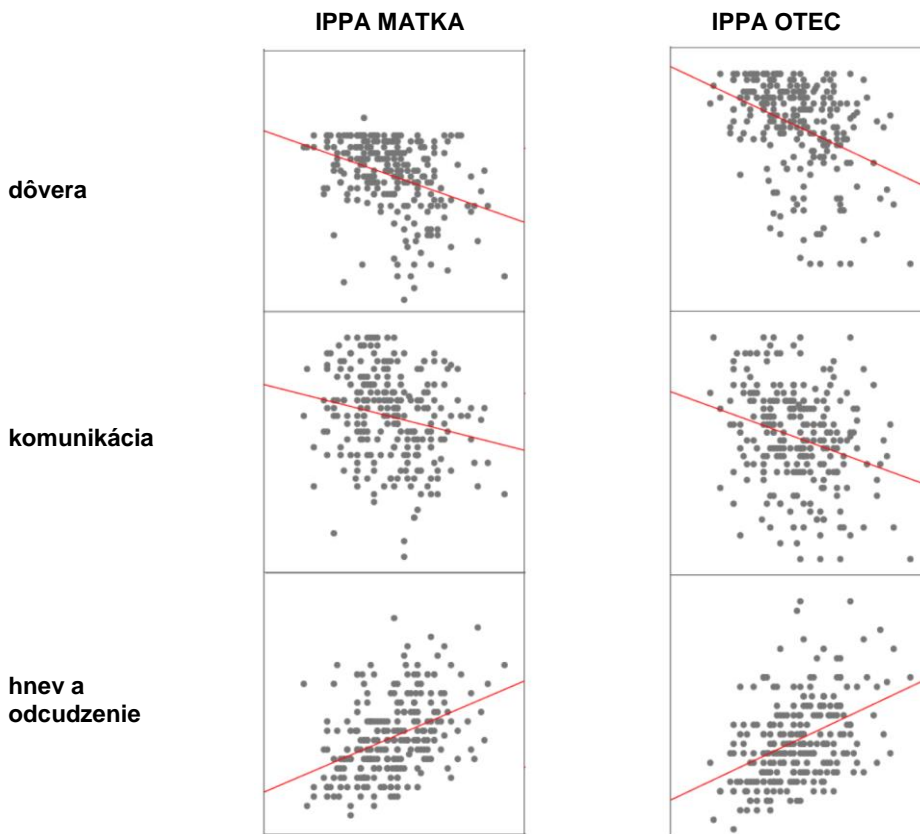 IPPA MATKA
IPPA OTEC
dôvera
komunikácia
hnev a
odcudzenie